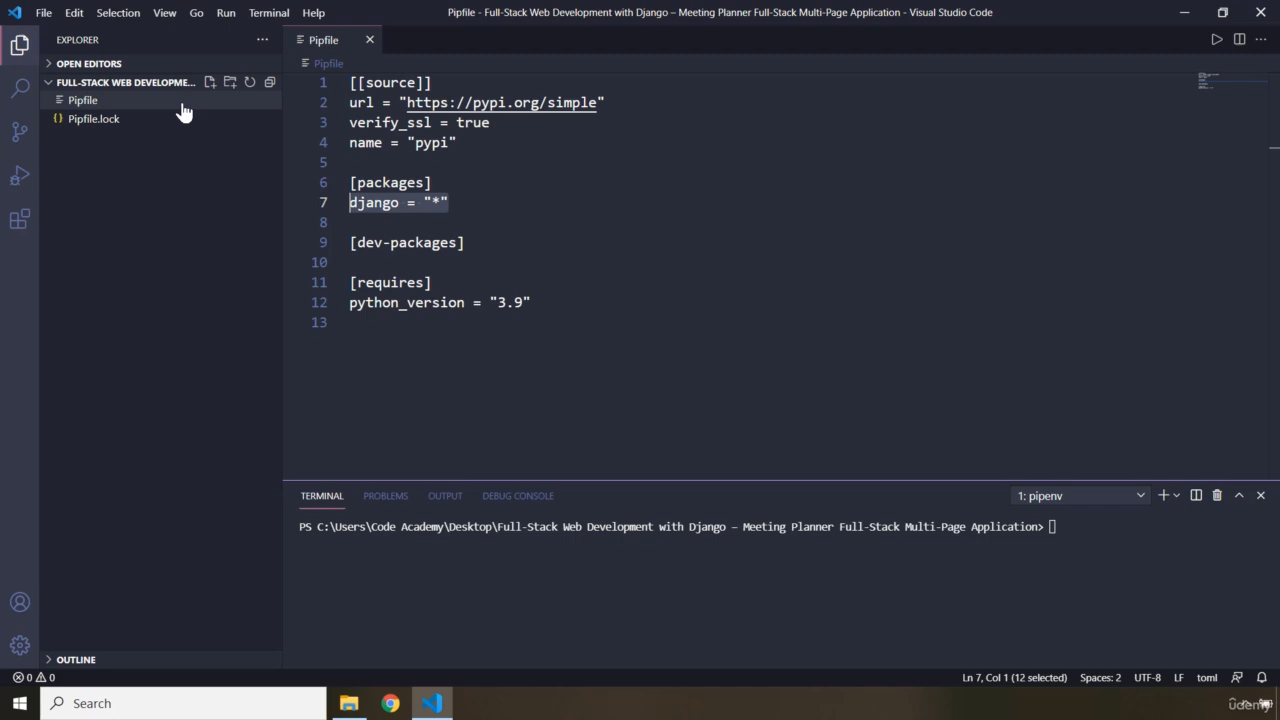 File Edit Selection View Go Run Terminal Help
Pipfile - Full-Stack Web Development with Django – Meeting Planner Full-Stack Multi-Page Application - Visual Studio Code
EXPLORER
OPEN EDITORS
FULL-STACK WEB DEVELOPME...
Pipfile
Pipfile.lock
OUTLINE
Pipfile
Pipfile
1 [[source]]
2 url = "https://pypi.org/simple"
3 verify_ssl = true
4 name = "pypi"
5
6 [packages]
7 django = "*"
8
9 [dev-packages]
10
11 [requires]
12 python_version = "3.9"
13
TERMINAL PROBLEMS OUTPUT DEBUG CONSOLE
1: pipenv
PS C:\Users\Code Academy\Desktop\Full-Stack Web Development with Django – Meeting Planner Full-Stack Multi-Page Application>
0 0
Ln 7, Col 1 (12 selected) Spaces: 2 UTF-8 LF toml
Search
udemy